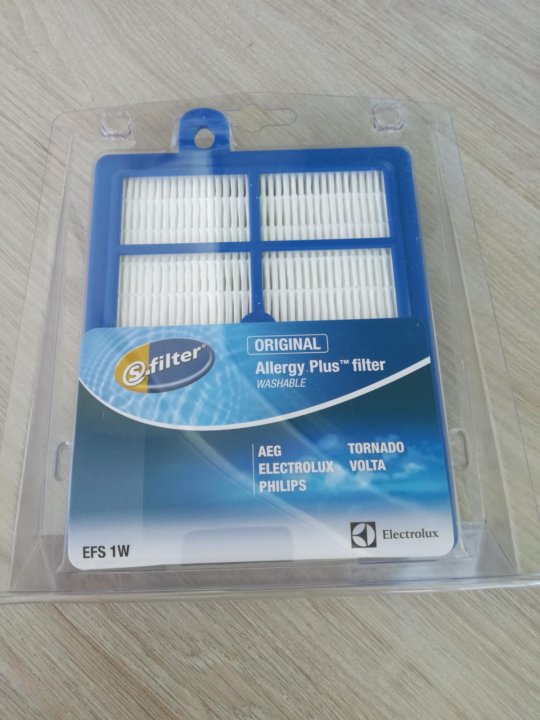 ORIGINAL
s.filter®
Allergy Plus™ filter
WASHABLE
AEG
ELECTROLUX
PHILIPS
TORNADO
VOLTA
EFS 1W
Electrolux